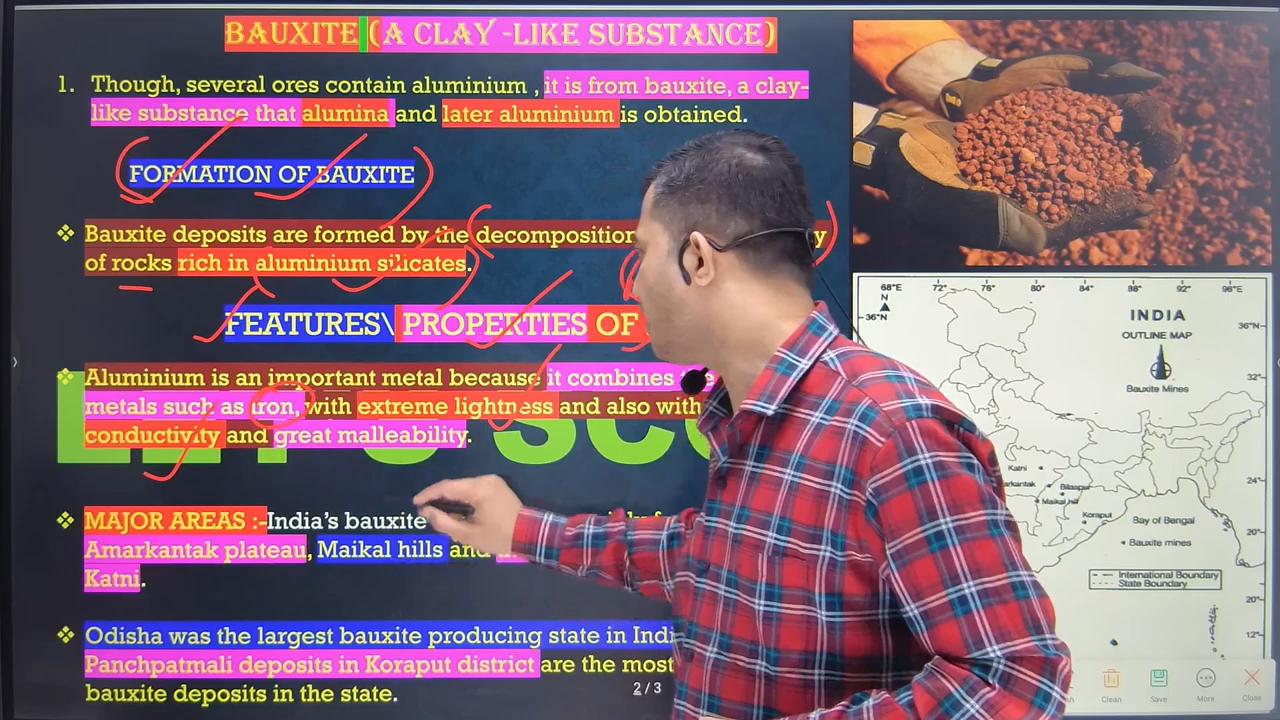 BAUXITE (A CLAY -LIKE SUBSTANCE)
1. Though, several ores contain aluminium , it is from bauxite, a clay-
like substance that alumina and later aluminium is obtained.
FORMATION OF BAUXITE
❖ Bauxite deposits are formed by the decomposition y
of rocks rich in aluminium silicates.
FEATURES\ PROPERTIES OF
❖ Aluminium is an important metal because it combines the
metals such as iron, with extreme lightness and also with
conductivity and great malleability.
❖ MAJOR AREAS :-India's bauxite
Amarkantak plateau, Maikal hills and
Katni.
❖ Odisha was the largest bauxite producing state in Indi
Panchpatmali deposits in Koraput district are the most
bauxite deposits in the state.
2 / 3
68°E 72° 76° 80° 84° 88° 92° 96°E
N
36°N
36°N
INDIA
OUTLINE MAP
Bauxite Mines
32°
24°
20°
20°
12°
Katni
arkantak
Bilaspur
Maikal hill
Koraput
Bay of Bengal
Bauxite mines
International Boundary
State Boundary
Clean
Save
More
Close